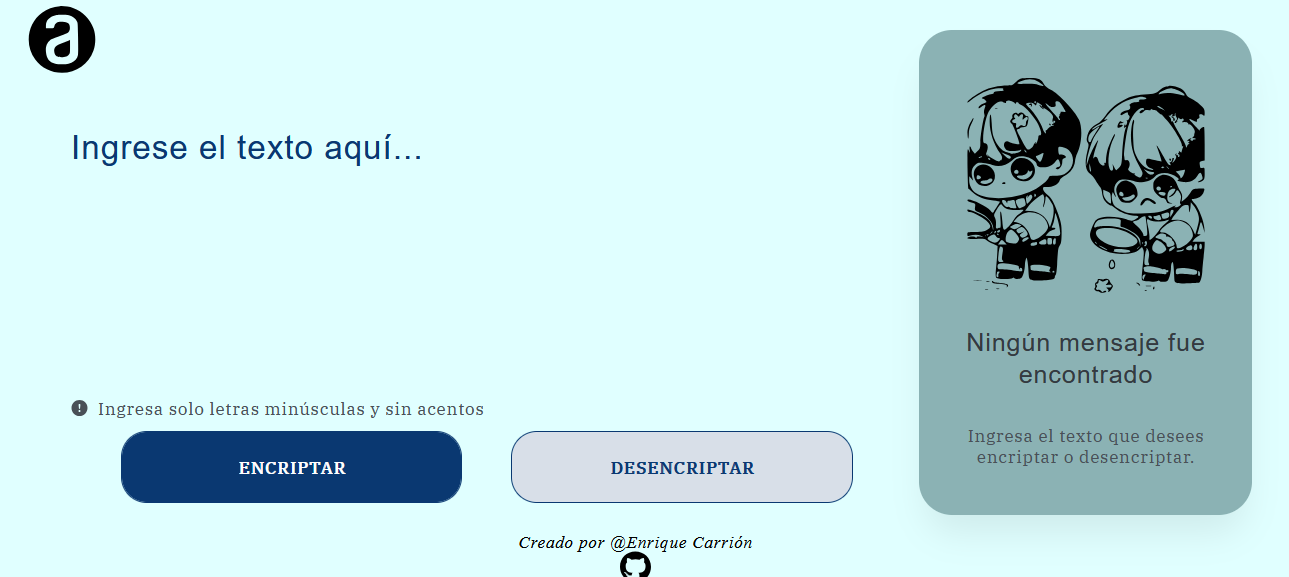 a
Ingrese el texto aquí...
Ingresa solo letras minúsculas y sin acentos
ENCRIPTAR
DESENCRIPTAR
Creado por @Enrique Carrión
Ningún mensaje fue
encontrado
Ingresa el texto que desees
encriptar o desencriptar.